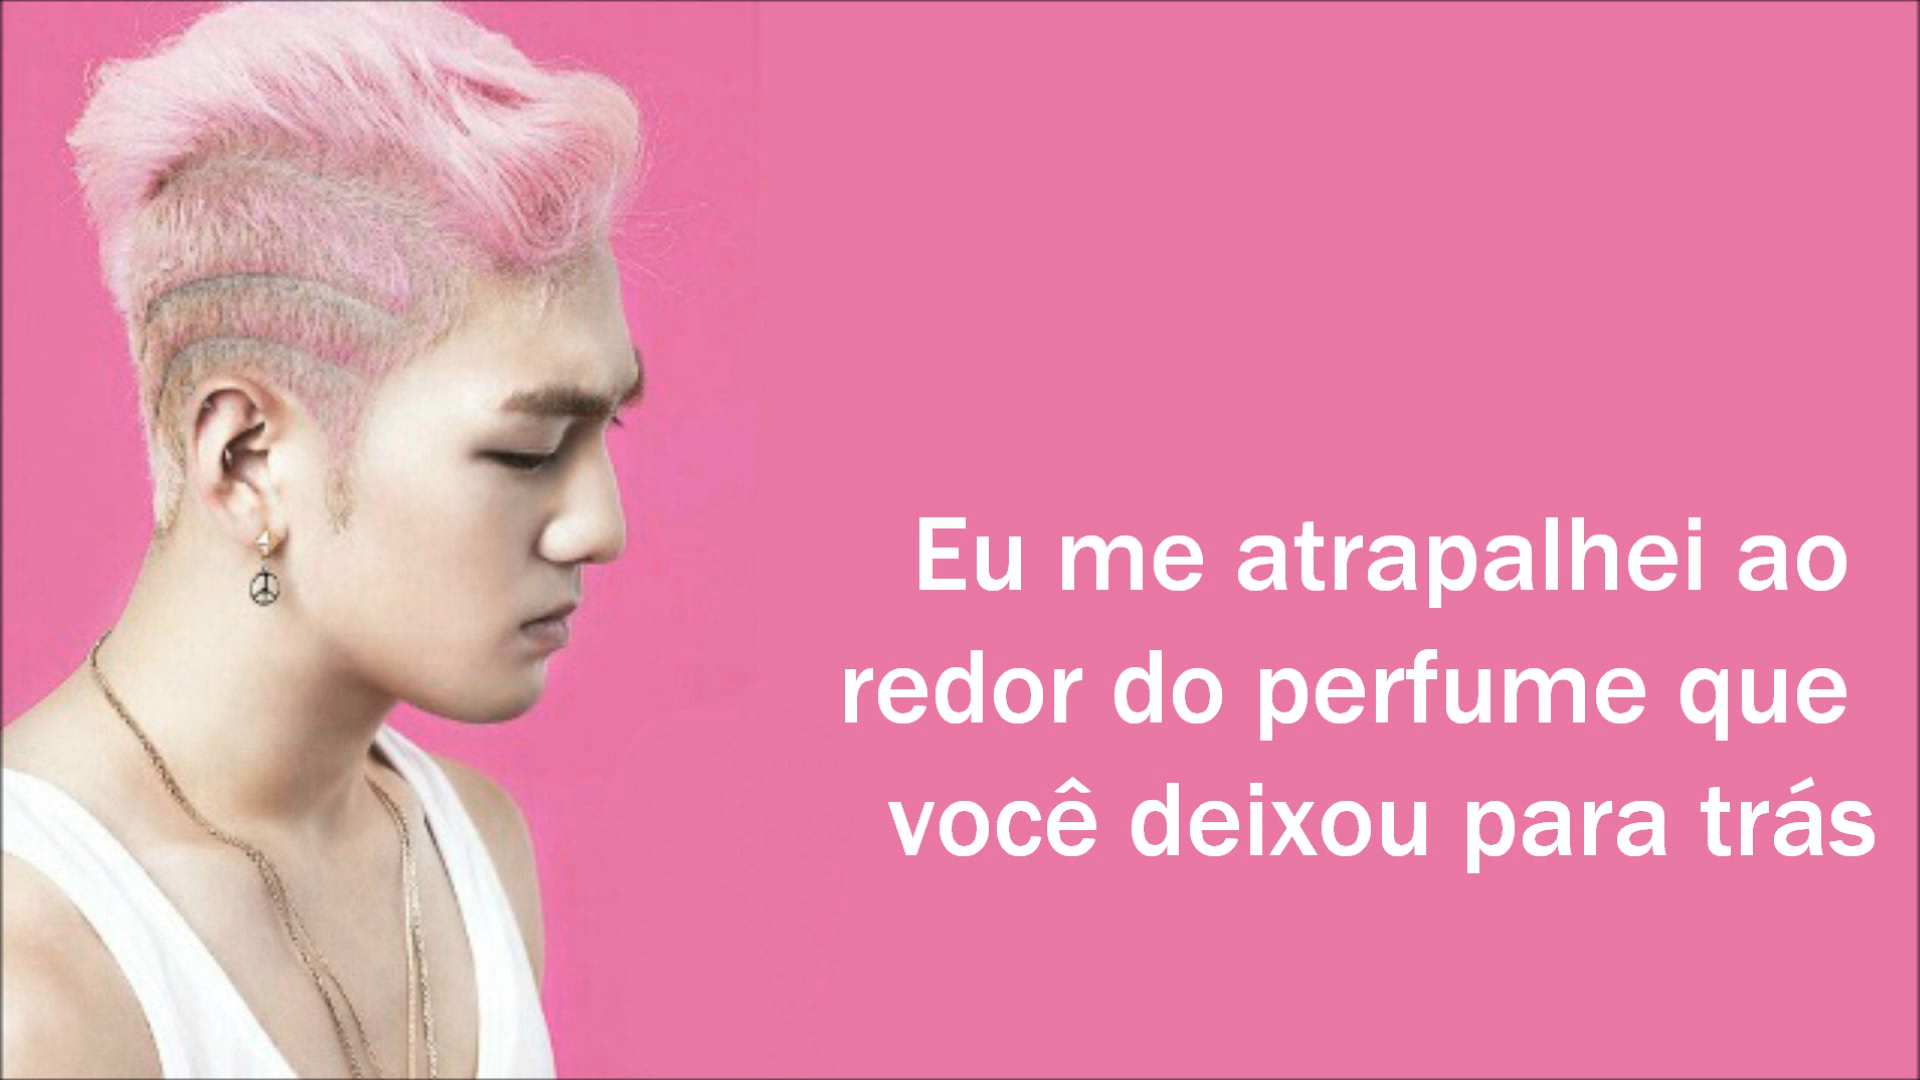 Eu me atrapalhei ao
redor do perfume que
você deixou para trás